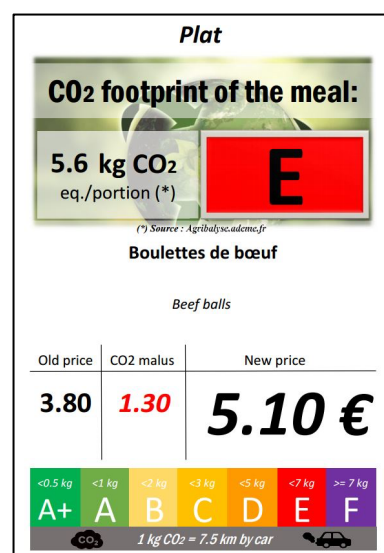 Plat
CO2 footprint of the meal:
5.6 kg CO2
eq./portion (*)
E
(*) Source : Agribalyse.ademe.fr
Boulettes de bœuf
Beef balls
Old price CO2 malus New price
3.80 1.30 5.10 €
<0.5 kg <1 kg <2 kg <3 kg <5 kg <7 kg >= 7 kg
A+ A B C D E F
CO2 1 kg CO2 = 7.5 km by car